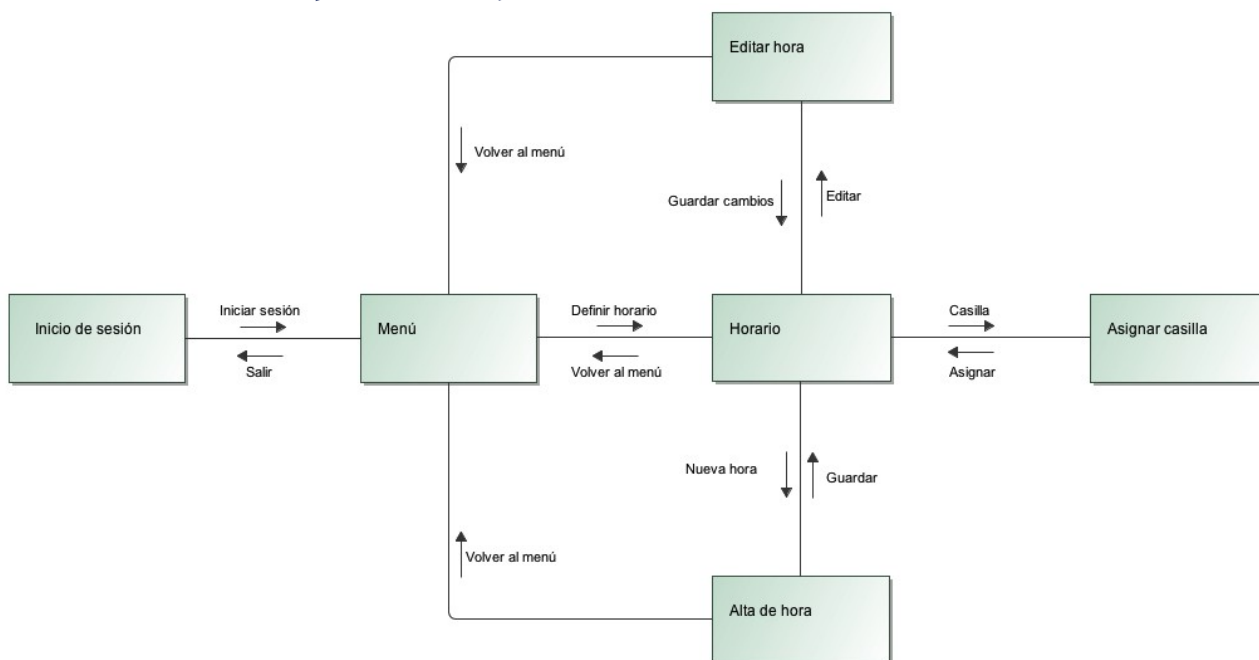 Editar hora
Volver al menú
Guardar cambios
Editar
Inicio de sesión
Iniciar sesión
Salir
Menú
Definir horario
Volver al menú
Horario
Casilla
Asignar
Asignar casilla
Nueva hora
Guardar
Volver al menú
Alta de hora